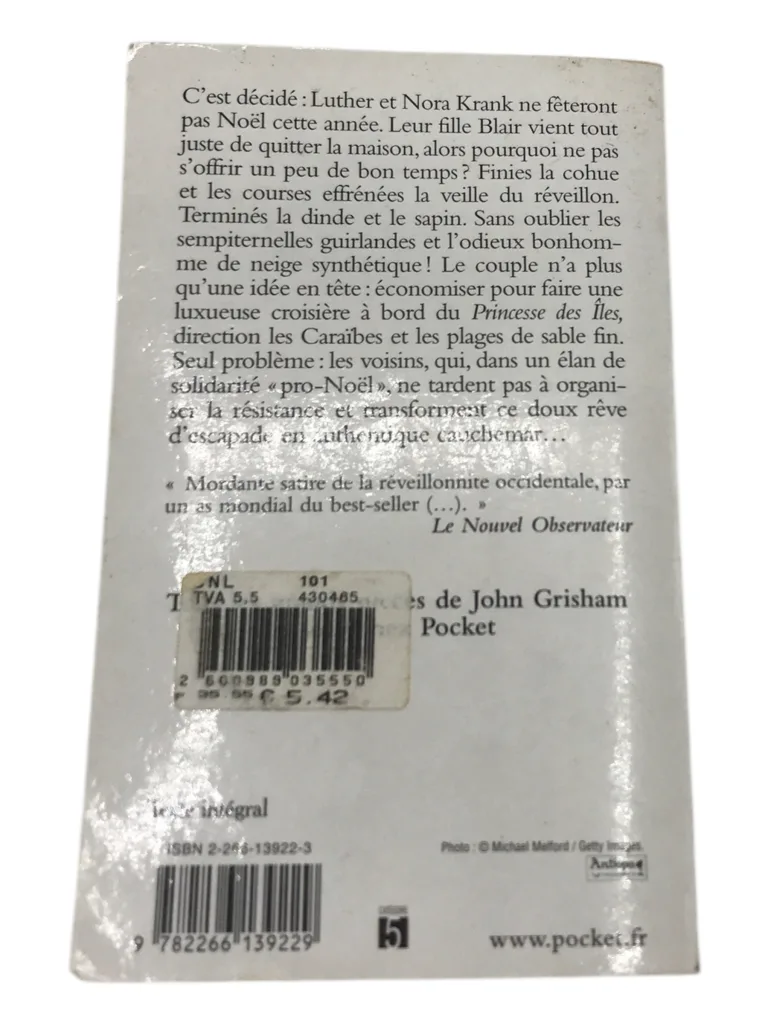 C'est décidé : Luther et Nora Krank ne fêteront
pas Noël cette année. Leur fille Blair vient tout
juste de quitter la maison, alors pourquoi ne pas
s'offrir un peu de bon temps ? Finies la cohue
et les courses effrénées la veille du réveillon.
Terminés la dinde et le sapin. Sans oublier les
sempiternelles guirlandes et l'odieux bonhom-
me de neige synthétique ! Le couple n'a plus
qu'une idée en tête : économiser pour faire une
luxueuse croisière à bord du Princesse des Îles,
direction les Caraïbes et les plages de sable fin.
Seul problème : les voisins, qui, dans un élan de
solidarité « pro-Noël », ne tardent pas à organi-
ser la résistance et transforment ce doux rêve
d'escapade en authentique cauchemar…
« Mordante satire de la réveillonnite occidentale, par
un as mondial du best-seller (…). »
Le Nouvel Observateur
de John Grisham
Pocket
101
TVA 5,5 430465
2 600989 035550
€ 5.42
Texte intégral
ISBN 2-266-13922-3
Photo : © Michael Melford / Getty Images.
9 782266 139229
5
www.pocket.fr